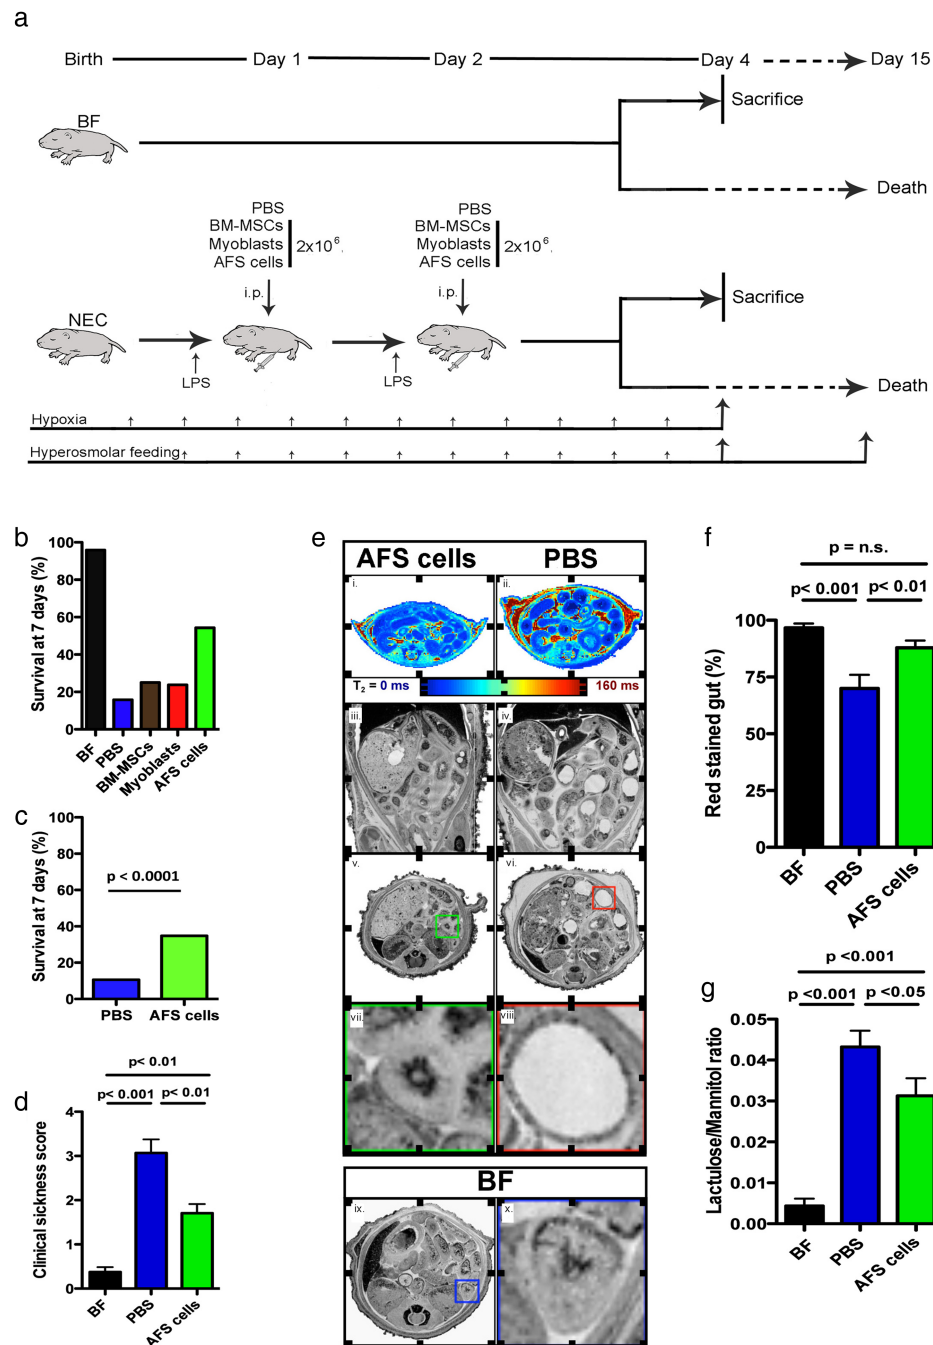 a
Birth Day 1 Day 2 Day 4 Day 15
Sacrifice
BF
Death
PBS
BM-MSCs
Myoblasts
AFS cells
2x10⁶.
i.p.
PBS
BM-MSCs
Myoblasts
AFS cells
2x10⁶.
i.p.
NEC
LPS
LPS
Sacrifice
Death
Hypoxia
Hyperosmolar feeding
b
Survival at 7 days (%)
100
80
60
40
20
0
BF
PBS
BM-MSCs
Myoblasts
AFS cells
c
Survival at 7 days (%)
100
80
60
40
20
0
p < 0.0001
PBS AFS cells
d
Clinical sickness score
p< 0.01
p< 0.001 p< 0.01
4
3
2
1
0
BF
PBS
AFS cells
e
AFS cells PBS
i. ii.
T₂ = 0 ms 160 ms
iii. iv.
v. vi.
vii. viii.
BF
ix. x.
f
p = n.s.
p< 0.001 p< 0.01
Red stained gut (%)
100
75
50
25
0
BF
PBS
AFS cells
g
p <0.001
p <0.001 p <0.05
Lactulose/Mannitol ratio
0.05
0.04
0.03
0.02
0.01
0.00
BF
PBS
AFS cells